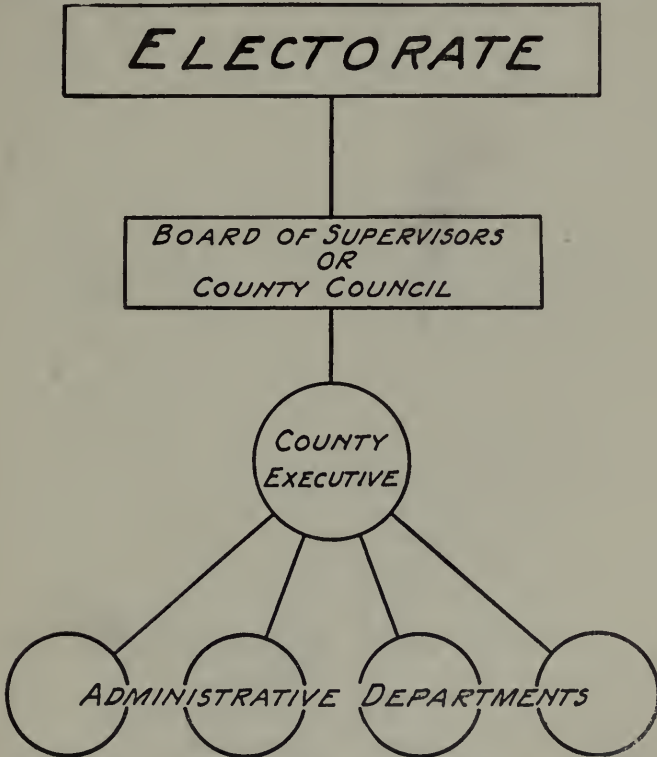 ELECTORATE
BOARD OF SUPERVISORS
OR
COUNTY COUNCIL
COUNTY
EXECUTIVE
ADMINISTRATIVE DEPARTMENTS